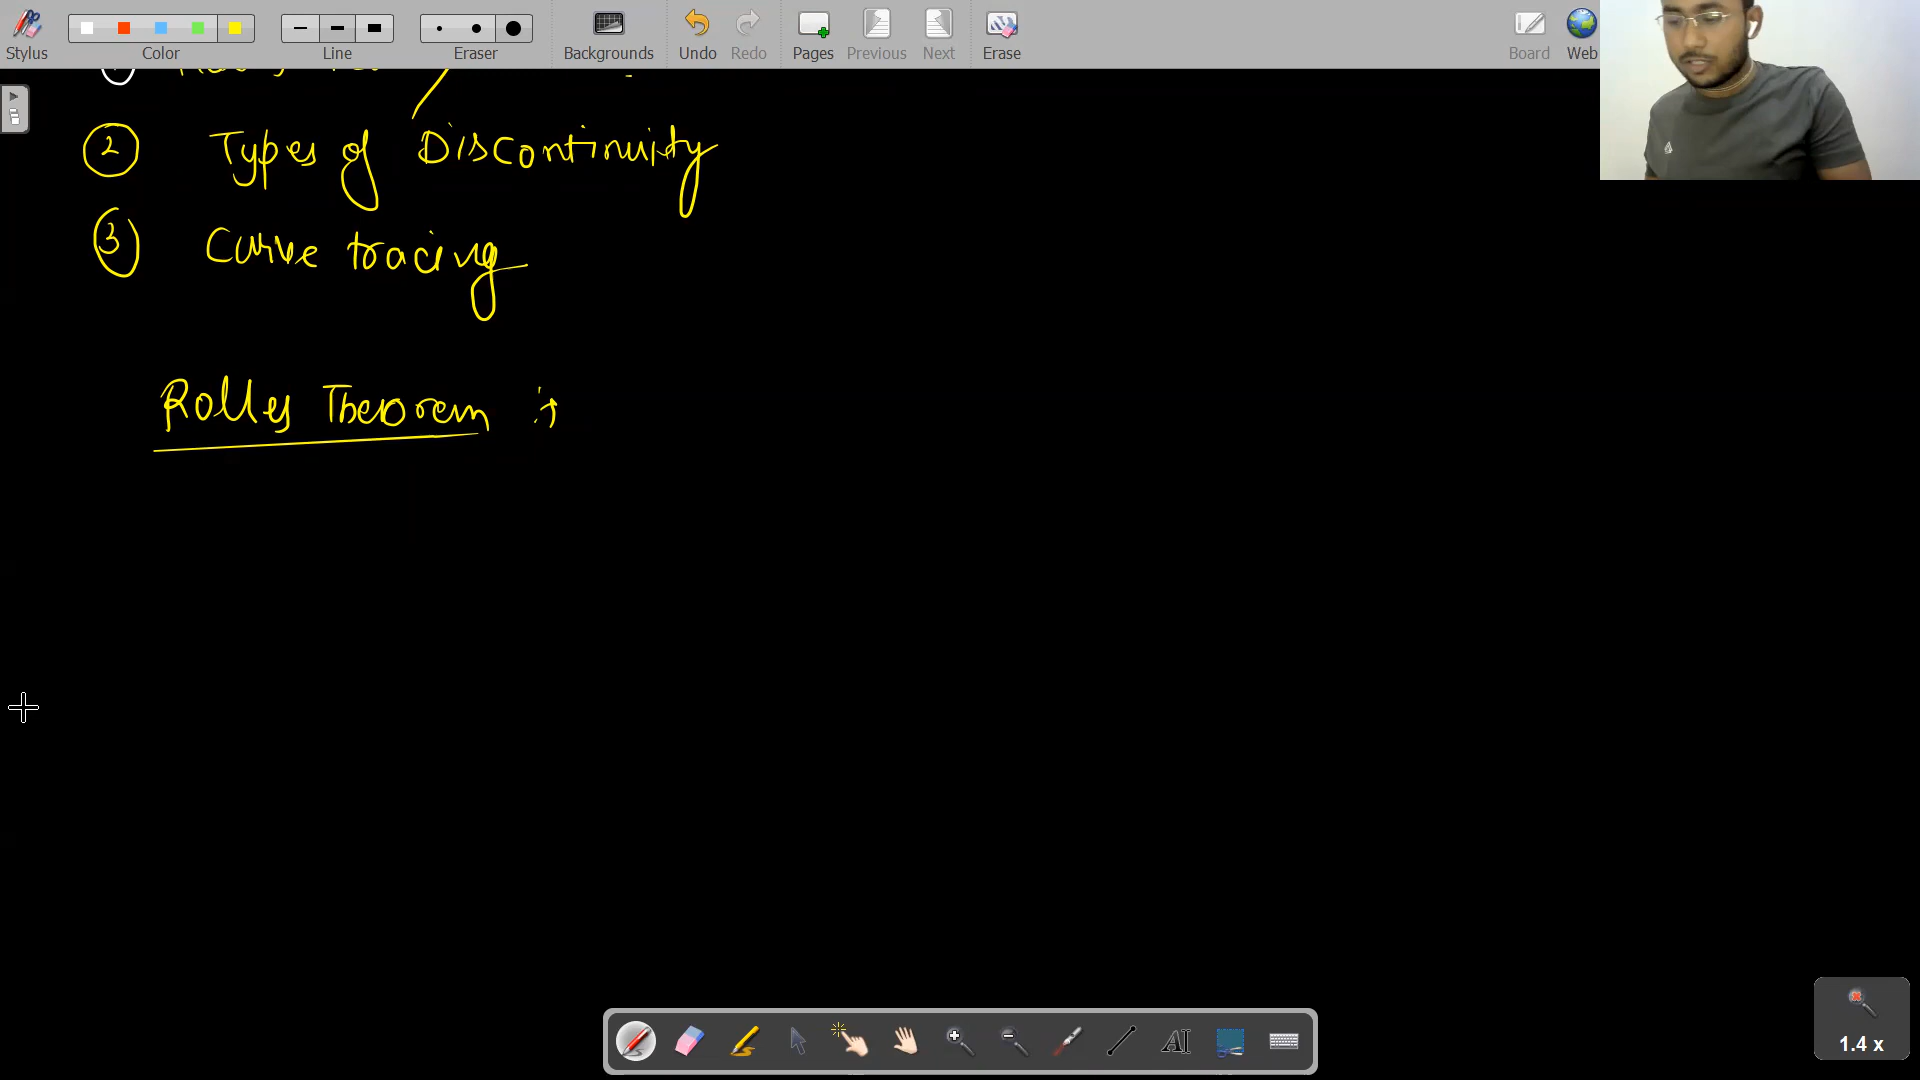 Stylus Color Line Eraser Backgrounds Undo Redo Pages Previous Next Erase Board Web
2 Types of Discontinuity
3 Curve tracing
Rolles Theorem :→
1.4 x